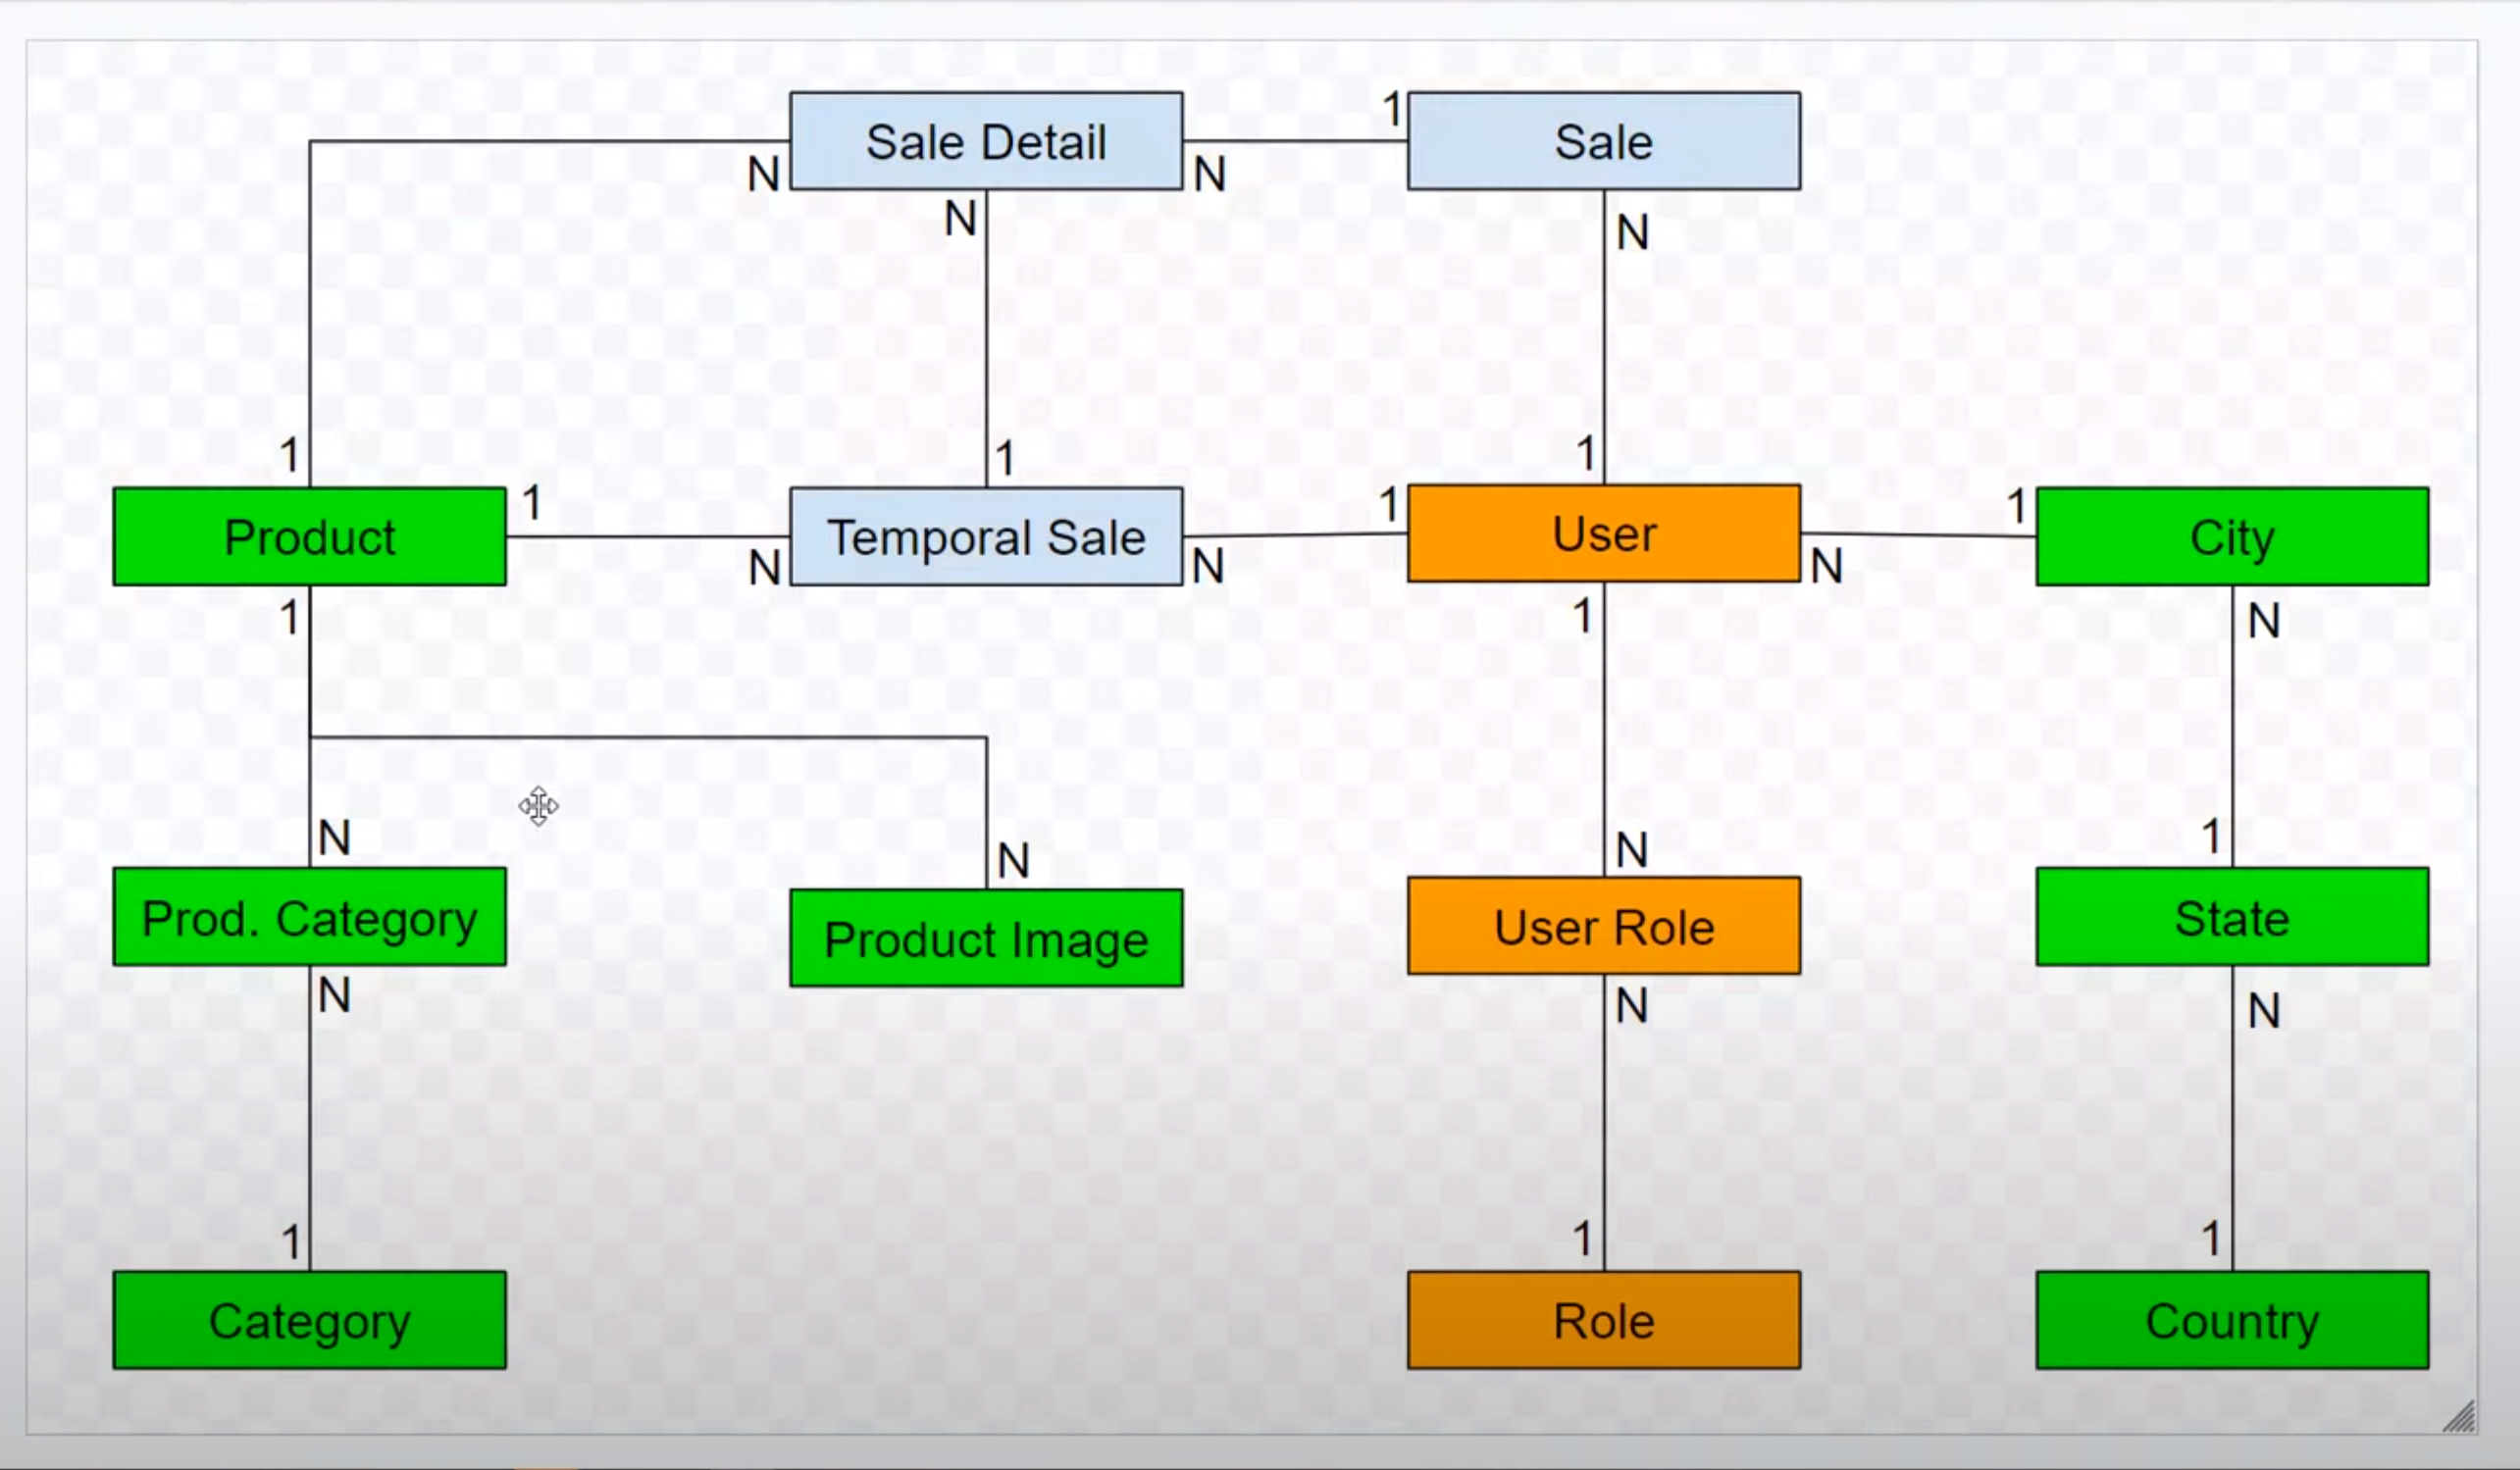 Sale Detail
1
Sale
N
N
N
N
1
1
1
Product
1
N
Temporal Sale
N
1
User
N
1
City
1
1
N
N
N
N
1
Prod. Category
Product Image
User Role
State
N
N
N
1
1
1
Category
Role
Country